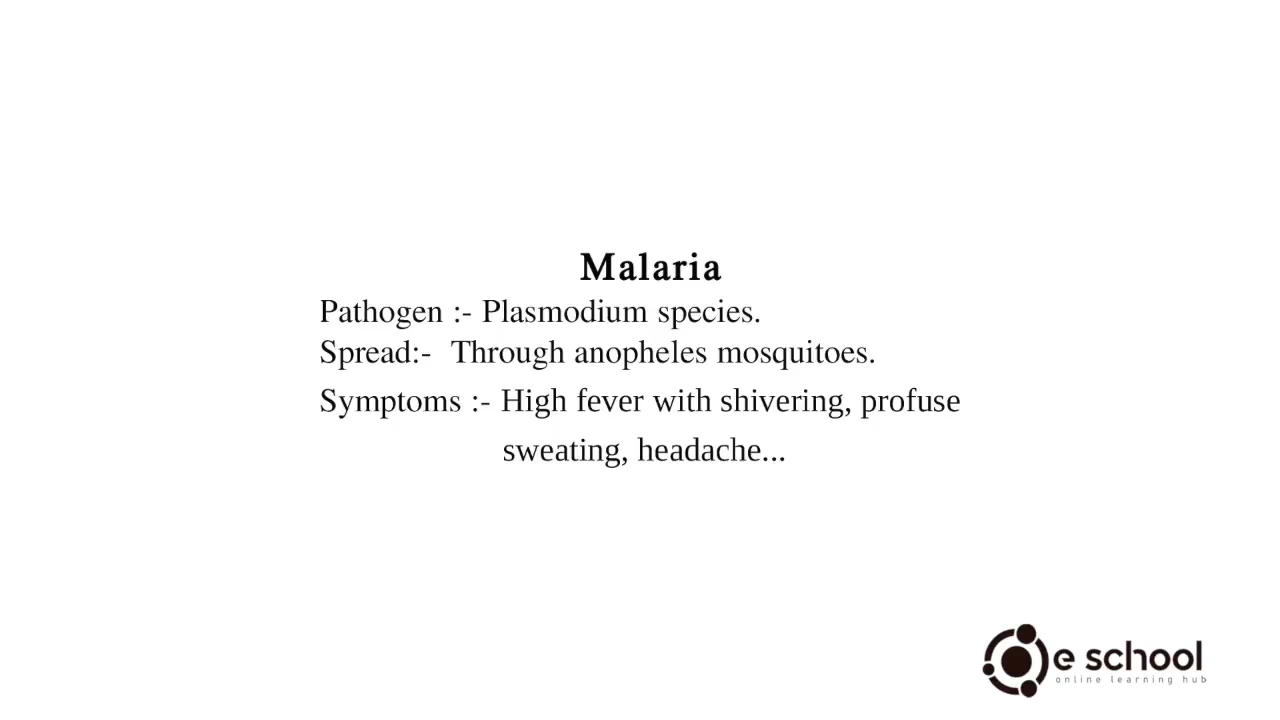 Malaria
Pathogen :- Plasmodium species.
Spread:- Through anopheles mosquitoes.
Symptoms :- High fever with shivering, profuse
sweating, headache...
e school
online learning hub